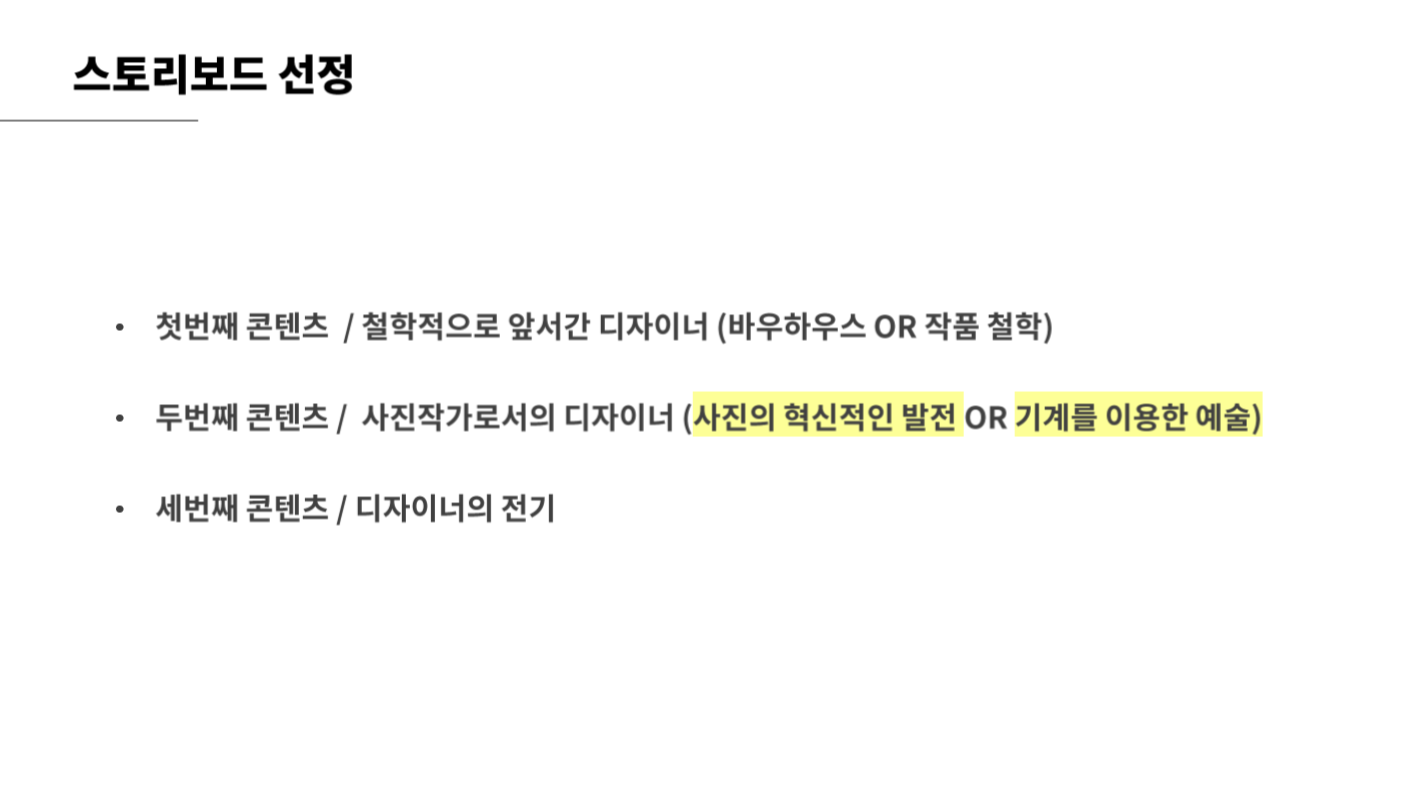 스토리보드 선정
• 첫번째 콘텐츠 / 철학적으로 앞서간 디자이너 (바우하우스 OR 작품 철학)
• 두번째 콘텐츠 / 사진작가로서의 디자이너 (사진의 혁신적인 발전 OR 기계를 이용한 예술)
• 세번째 콘텐츠 / 디자이너의 전기